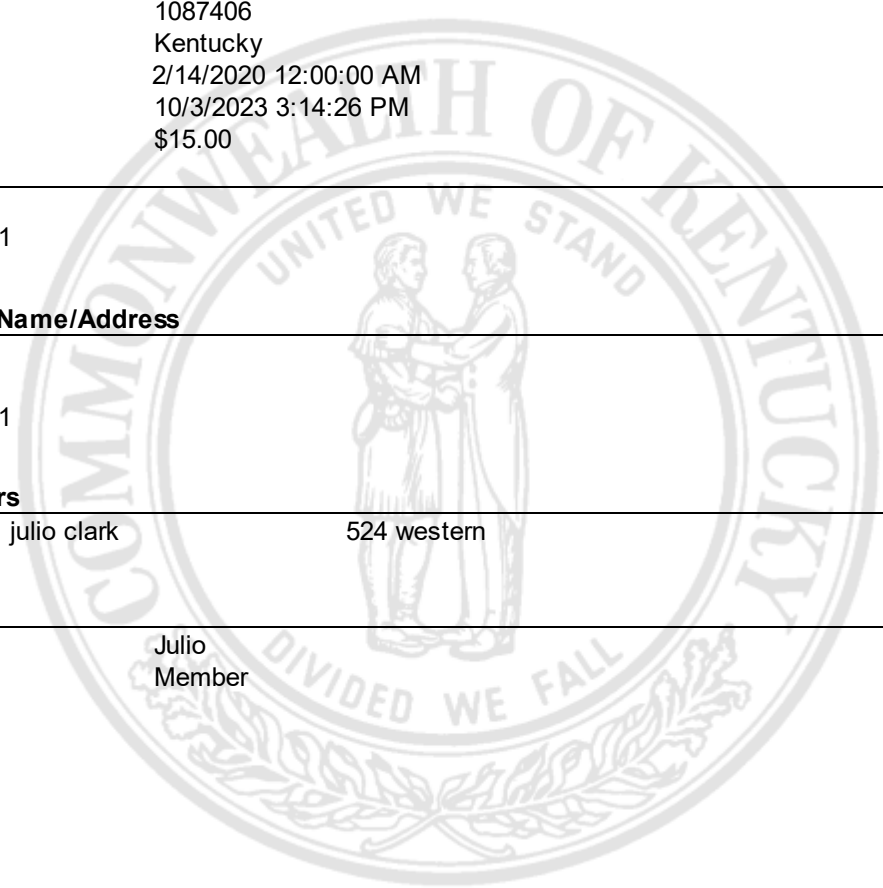 1087406
Kentucky
2/14/2020 12:00:00 AM
10/3/2023 3:14:26 PM
$15.00
1
Name/Address
1
rs
julio clark 524 western
Julio
Member
COMMONWEALTH OF KENTUCKY
UNITED WE STAND
DIVIDED WE FALL